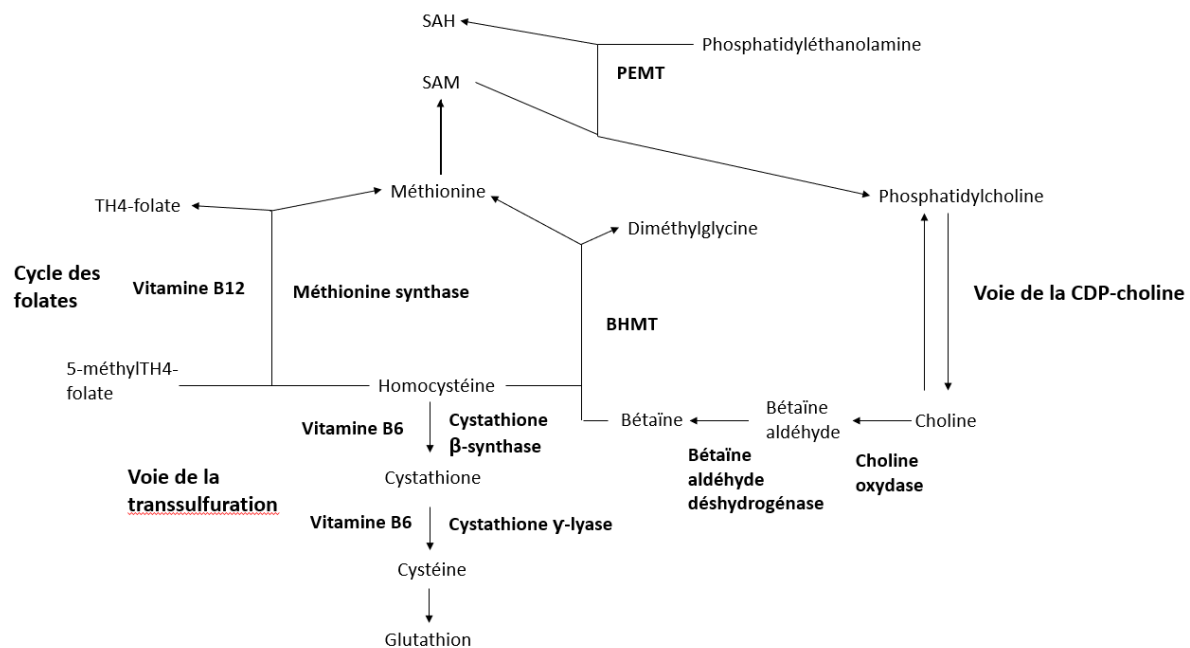 SAH
Phosphatidyléthanolamine
PEMT
SAM
Méthionine
TH4-folate
Phosphatidylcholine
Diméthylglycine
Cycle des
folates
Vitamine B12
Méthionine synthase
Voie de la CDP-choline
BHMT
5-méthylTH4-
folate
Homocystéine
Vitamine B6
Cystathione
β-synthase
Bétaïne
Bétaïne
aldéhyde
Choline
Bétaïne
aldéhyde
déshydrogénase
Choline
oxydase
Voie de la
transsulfuration
Cystathione
Vitamine B6
Cystathione γ-lyase
Cystéine
Glutathion